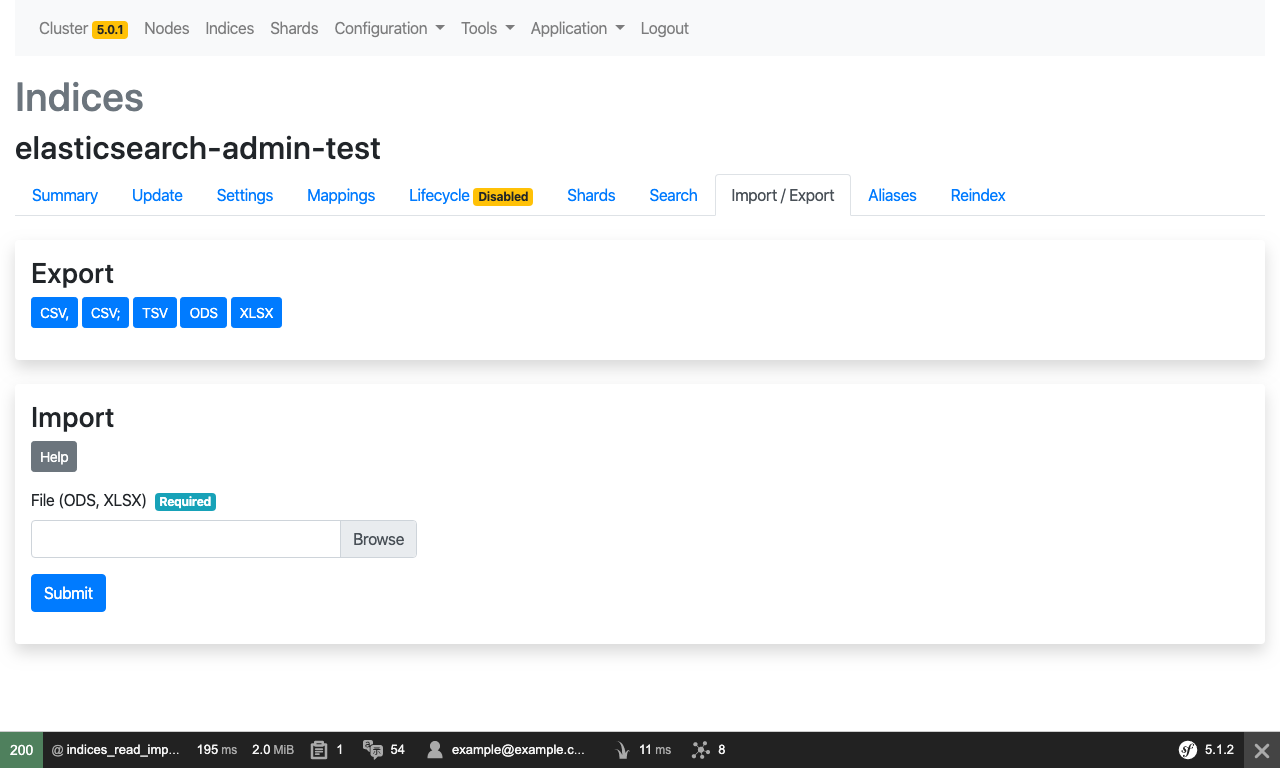 Cluster 5.0.1 Nodes Indices Shards Configuration Tools Application Logout
Indices
elasticsearch-admin-test
Summary Update Settings Mappings Lifecycle Disabled Shards Search Import / Export Aliases Reindex
Export
CSV, CSV; TSV ODS XLSX
Import
Help
File (ODS, XLSX) Required
Browse
Submit
200 @ indices_read_imp... 195 ms 2.0 MiB 1 54 example@example.c... 11 ms 8 sf 5.1.2